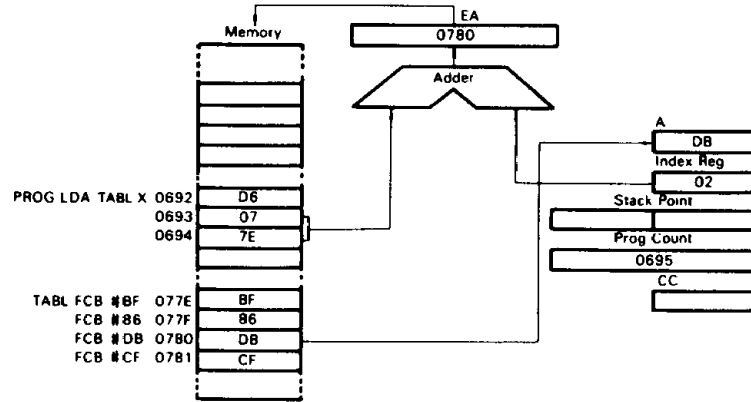 EA
Memory
0780
Adder
A
DB
Index Reg
02
Stack Point
Prog Count
0695
CC
PROG LDA TABL X 0692 D6
0693 07
0694 7E
TABL FCB #BF 077E BF
FCB #86 077F 86
FCB #DB 0780 DB
FCB #CF 0781 CF